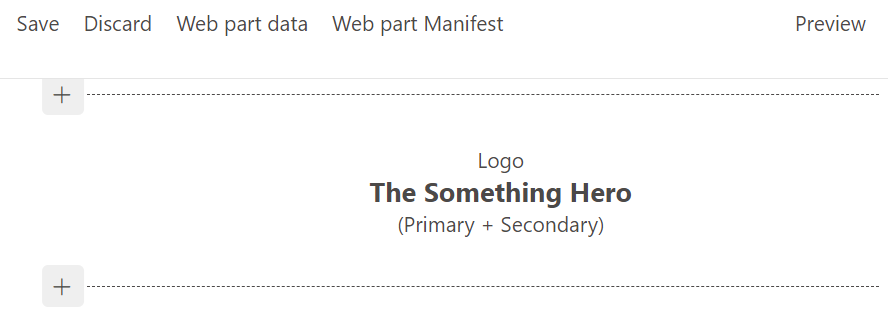 Save Discard Web part data Web part Manifest Preview
Logo
The Something Hero
(Primary + Secondary)